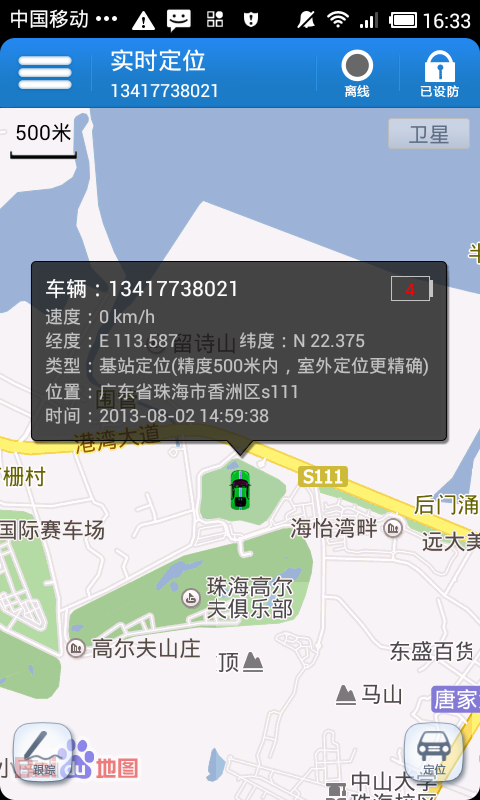 中国移动
16:33
实时定位
13417738021
离线
已设防
500米
卫星
车辆：13417738021
4
速度：0 km/h
经度：E 113.587 纬度：N 22.375
类型：基站定位(精度500米内，室外定位更精确)
位置：广东省珠海市香洲区s111
时间：2013-08-02 14:59:38
留诗山
港湾大道
栅村
S111
后门涌
国际赛车场
海怡湾畔
远大美
珠海高尔
夫俱乐部
高尔夫山庄
东盛百货
顶
马山
唐家
跟踪
du地图
定位
中山大学
珠海校区